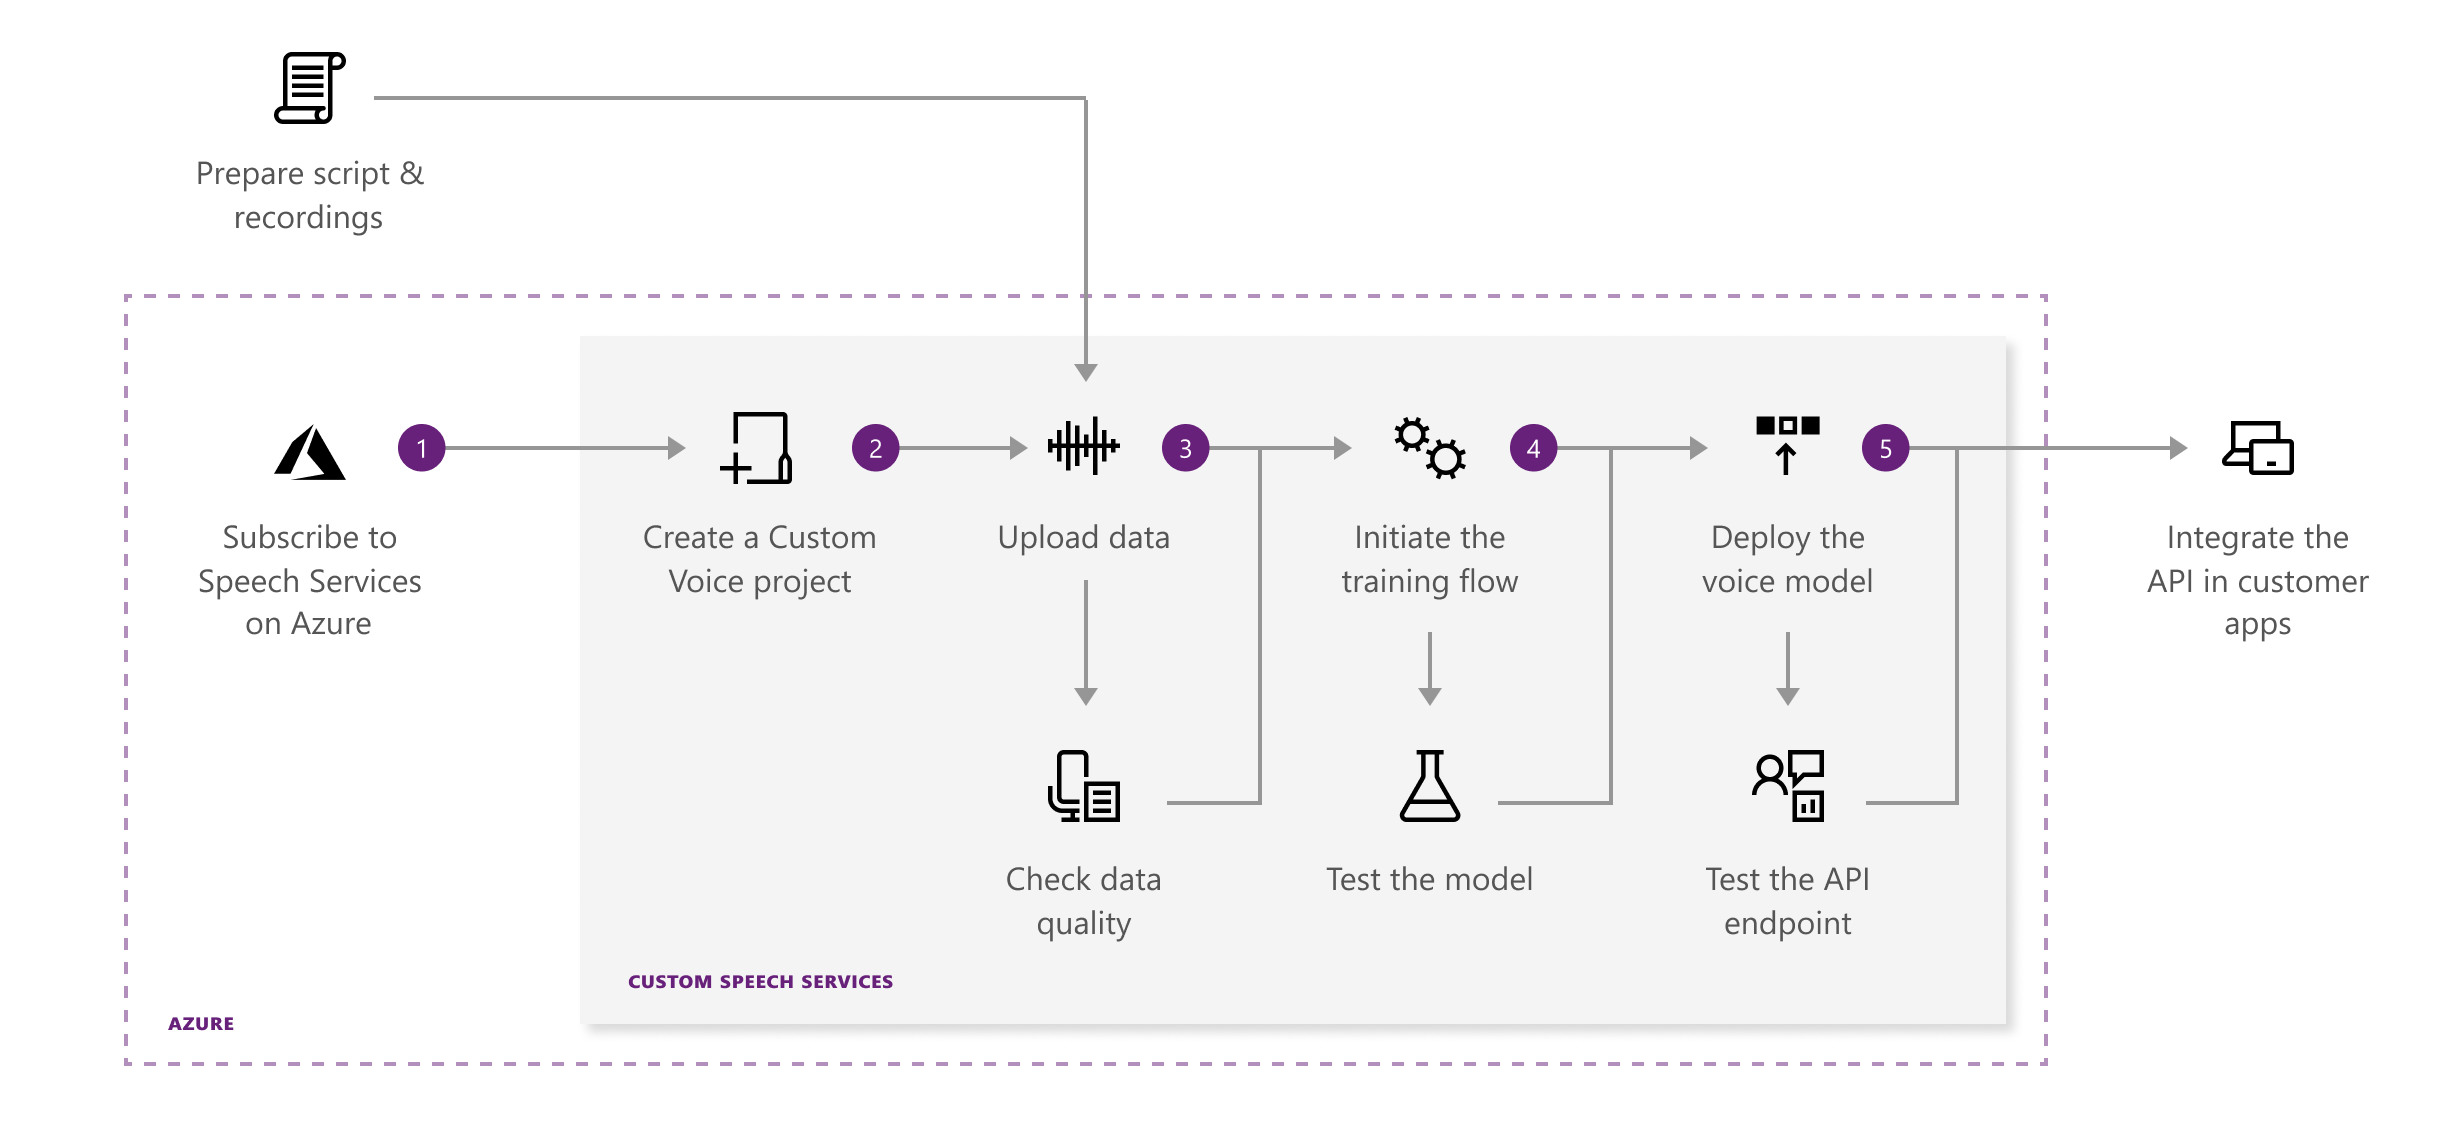 Prepare script &
recordings
1
2
3
4
5
Subscribe to
Speech Services
on Azure
Create a Custom
Voice project
Upload data
Initiate the
training flow
Deploy the
voice model
Integrate the
API in customer
apps
Check data
quality
Test the model
Test the API
endpoint
CUSTOM SPEECH SERVICES
AZURE